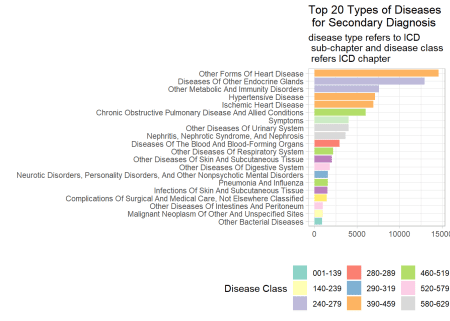 Top 20 Types of Diseases
for Secondary Diagnosis
disease type refers to ICD
sub-chapter and disease class
refers ICD chapter
Other Forms Of Heart Disease
Diseases Of Other Endocrine Glands
Other Metabolic And Immunity Disorders
Hypertensive Disease
Ischemic Heart Disease
Chronic Obstructive Pulmonary Disease And Allied Conditions
Symptoms
Other Diseases Of Urinary System
Nephritis, Nephrotic Syndrome, And Nephrosis
Diseases Of The Blood And Blood-Forming Organs
Other Diseases Of Respiratory System
Other Diseases Of Skin And Subcutaneous Tissue
Other Diseases Of Digestive System
Neurotic Disorders, Personality Disorders, And Other Nonpsychotic Mental Disorders
Pneumonia And Influenza
Infections Of Skin And Subcutaneous Tissue
Complications Of Surgical And Medical Care, Not Elsewhere Classified
Other Diseases Of Intestines And Peritoneum
Malignant Neoplasm Of Other And Unspecified Sites
Other Bacterial Diseases
0 5000 10000 15000
Disease Class
001-139 280-289 460-519
140-239 290-319 520-579
240-279 390-459 580-629